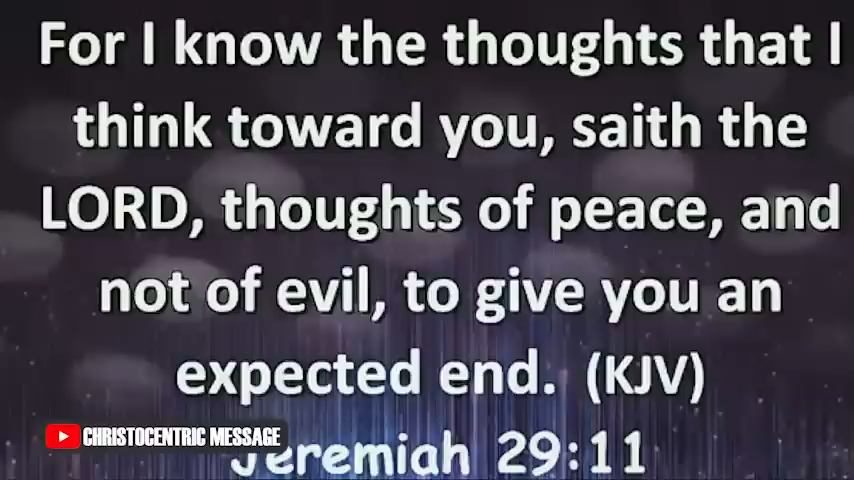 For I know the thoughts that I
think toward you, saith the
LORD, thoughts of peace, and
not of evil, to give you an
expected end. (KJV)
CHRISTOCENTRIC MESSAGE
Jeremiah 29:11